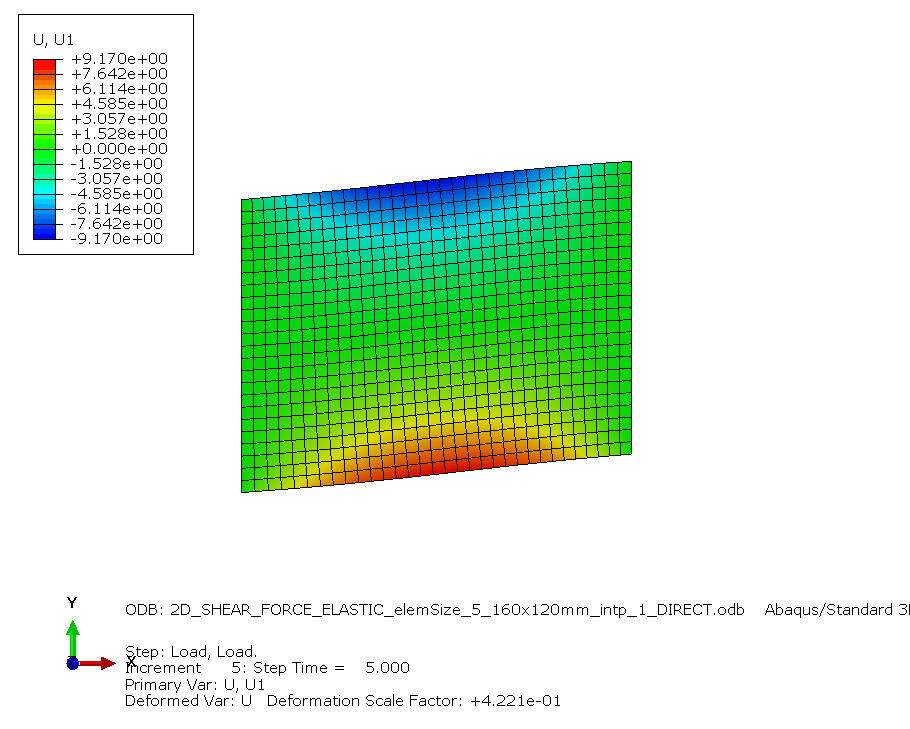 U, U1
+9.170e+00
+7.642e+00
+6.114e+00
+4.585e+00
+3.057e+00
+1.528e+00
+0.000e+00
-1.528e+00
-3.057e+00
-4.585e+00
-6.114e+00
-7.642e+00
-9.170e+00
Y
X
ODB: 2D_SHEAR_FORCE_ELASTIC_elemSize_5_160x120mm_intp_1_DIRECT.odb Abaqus/Standard
Step: Load, Load.
Increment 5: Step Time = 5.000
Primary Var: U, U1
Deformed Var: U Deformation Scale Factor: +4.221e-01